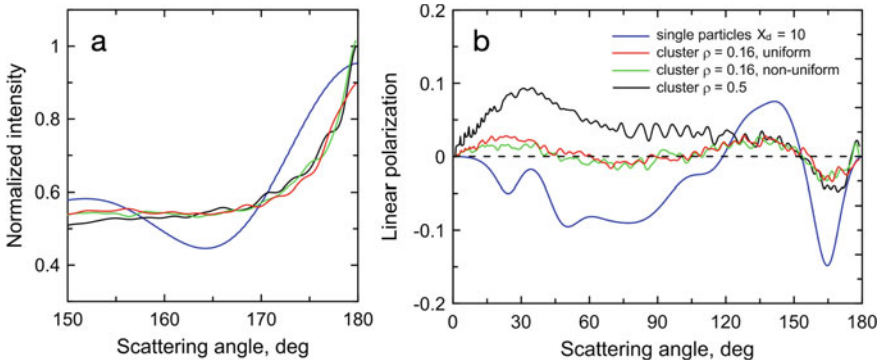 a
Normalized intensity
1
0.8
0.6
0.4
150
160
170
180
Scattering angle, deg
b
Linear polarization
0.2
0.1
0
-0.1
-0.2
0
30
60
90
120
150
180
Scattering angle, deg
single particles Xd = 10
cluster ρ = 0.16, uniform
cluster ρ = 0.16, non-uniform
cluster ρ = 0.5